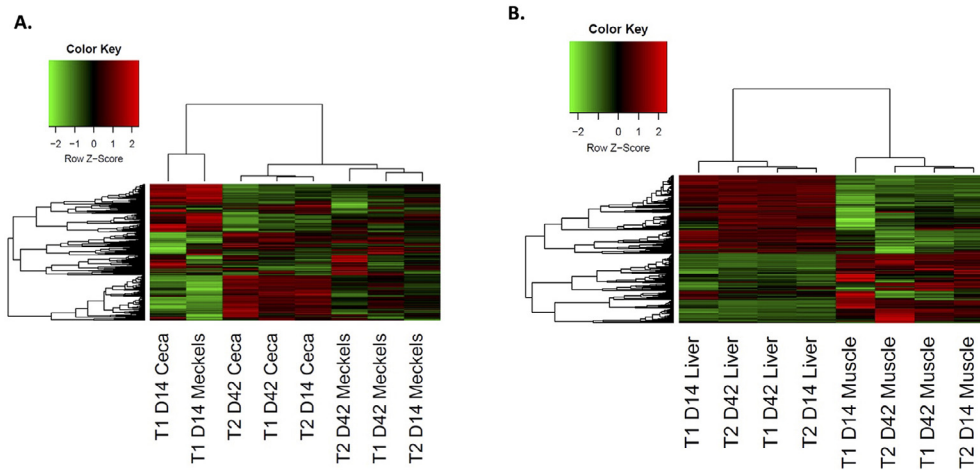 A.
Color Key
−2 −1 0 1 2
Row Z−Score
T1 D14 Ceca
T1 D14 Meckels
T2 D42 Ceca
T1 D42 Ceca
T2 D14 Ceca
T2 D42 Meckels
T1 D42 Meckels
T2 D14 Meckels
B.
Color Key
−2 0 1 2
Row Z−Score
T1 D14 Liver
T2 D42 Liver
T1 D42 Liver
T2 D14 Liver
T1 D14 Muscle
T2 D42 Muscle
T1 D42 Muscle
T2 D14 Muscle